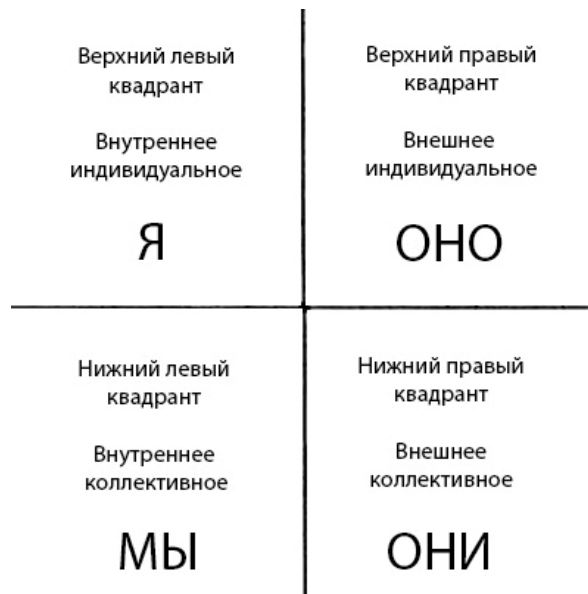 Верхний левый
квадрант
Внутреннее
индивидуальное
Я
Верхний правый
квадрант
Внешнее
индивидуальное
ОНО
Нижний левый
квадрант
Внутреннее
коллективное
МЫ
Нижний правый
квадрант
Внешнее
коллективное
ОНИ